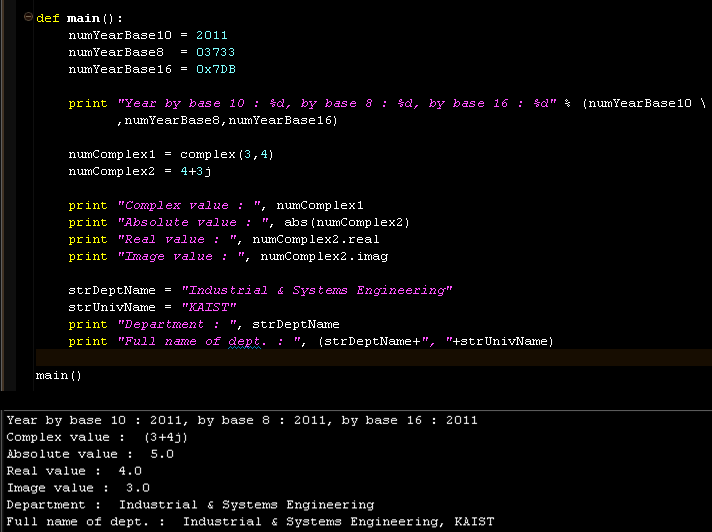 def main():
numYearBase10 = 2011
numYearBase8 = 03733
numYearBase16 = 0x7DB
print "Year by base 10 : %d, by base 8 : %d, by base 16 : %d" % (numYearBase10 \
,numYearBase8,numYearBase16)
numComplex1 = complex(3,4)
numComplex2 = 4+3j
print "Complex value : ", numComplex1
print "Absolute value : ", abs(numComplex2)
print "Real value : ", numComplex2.real
print "Image value : ", numComplex2.imag
strDeptName = "Industrial & Systems Engineering"
strUnivName = "KAIST"
print "Department : ", strDeptName
print "Full name of dept. : ", (strDeptName+", "+strUnivName)
main()
Year by base 10 : 2011, by base 8 : 2011, by base 16 : 2011
Complex value :  (3+4j)
Absolute value :  5.0
Real value :  4.0
Image value :  3.0
Department :  Industrial & Systems Engineering
Full name of dept. :  Industrial & Systems Engineering, KAIST